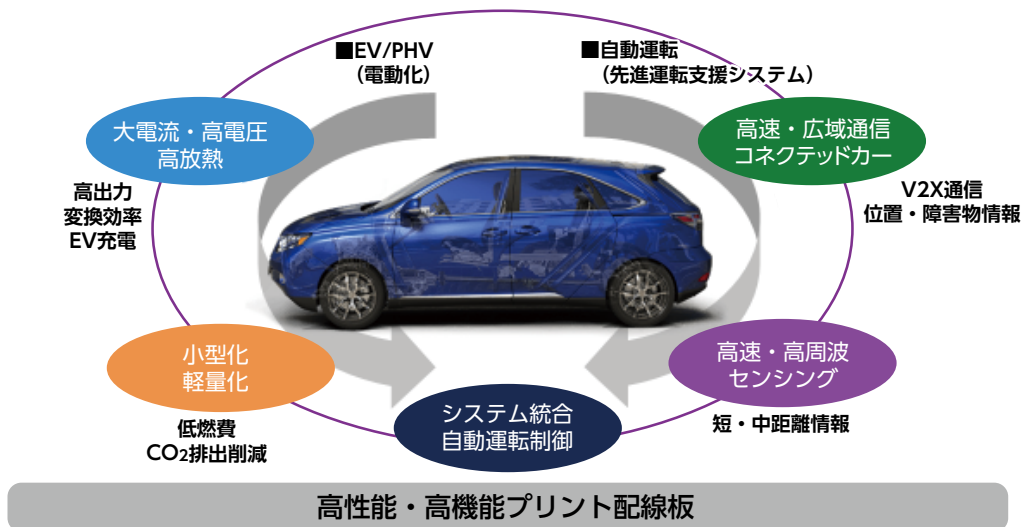 ■EV/PHV
（電動化）
■自動運転
（先進運転支援システム）
大電流・高電圧
高放熱
高出力
変換効率
EV充電
高速・広域通信
コネクテッドカー
V2X通信
位置・障害物情報
小型化
軽量化
低燃費
CO2排出削減
高速・高周波
センシング
短・中距離情報
システム統合
自動運転制御
高性能・高機能プリント配線板